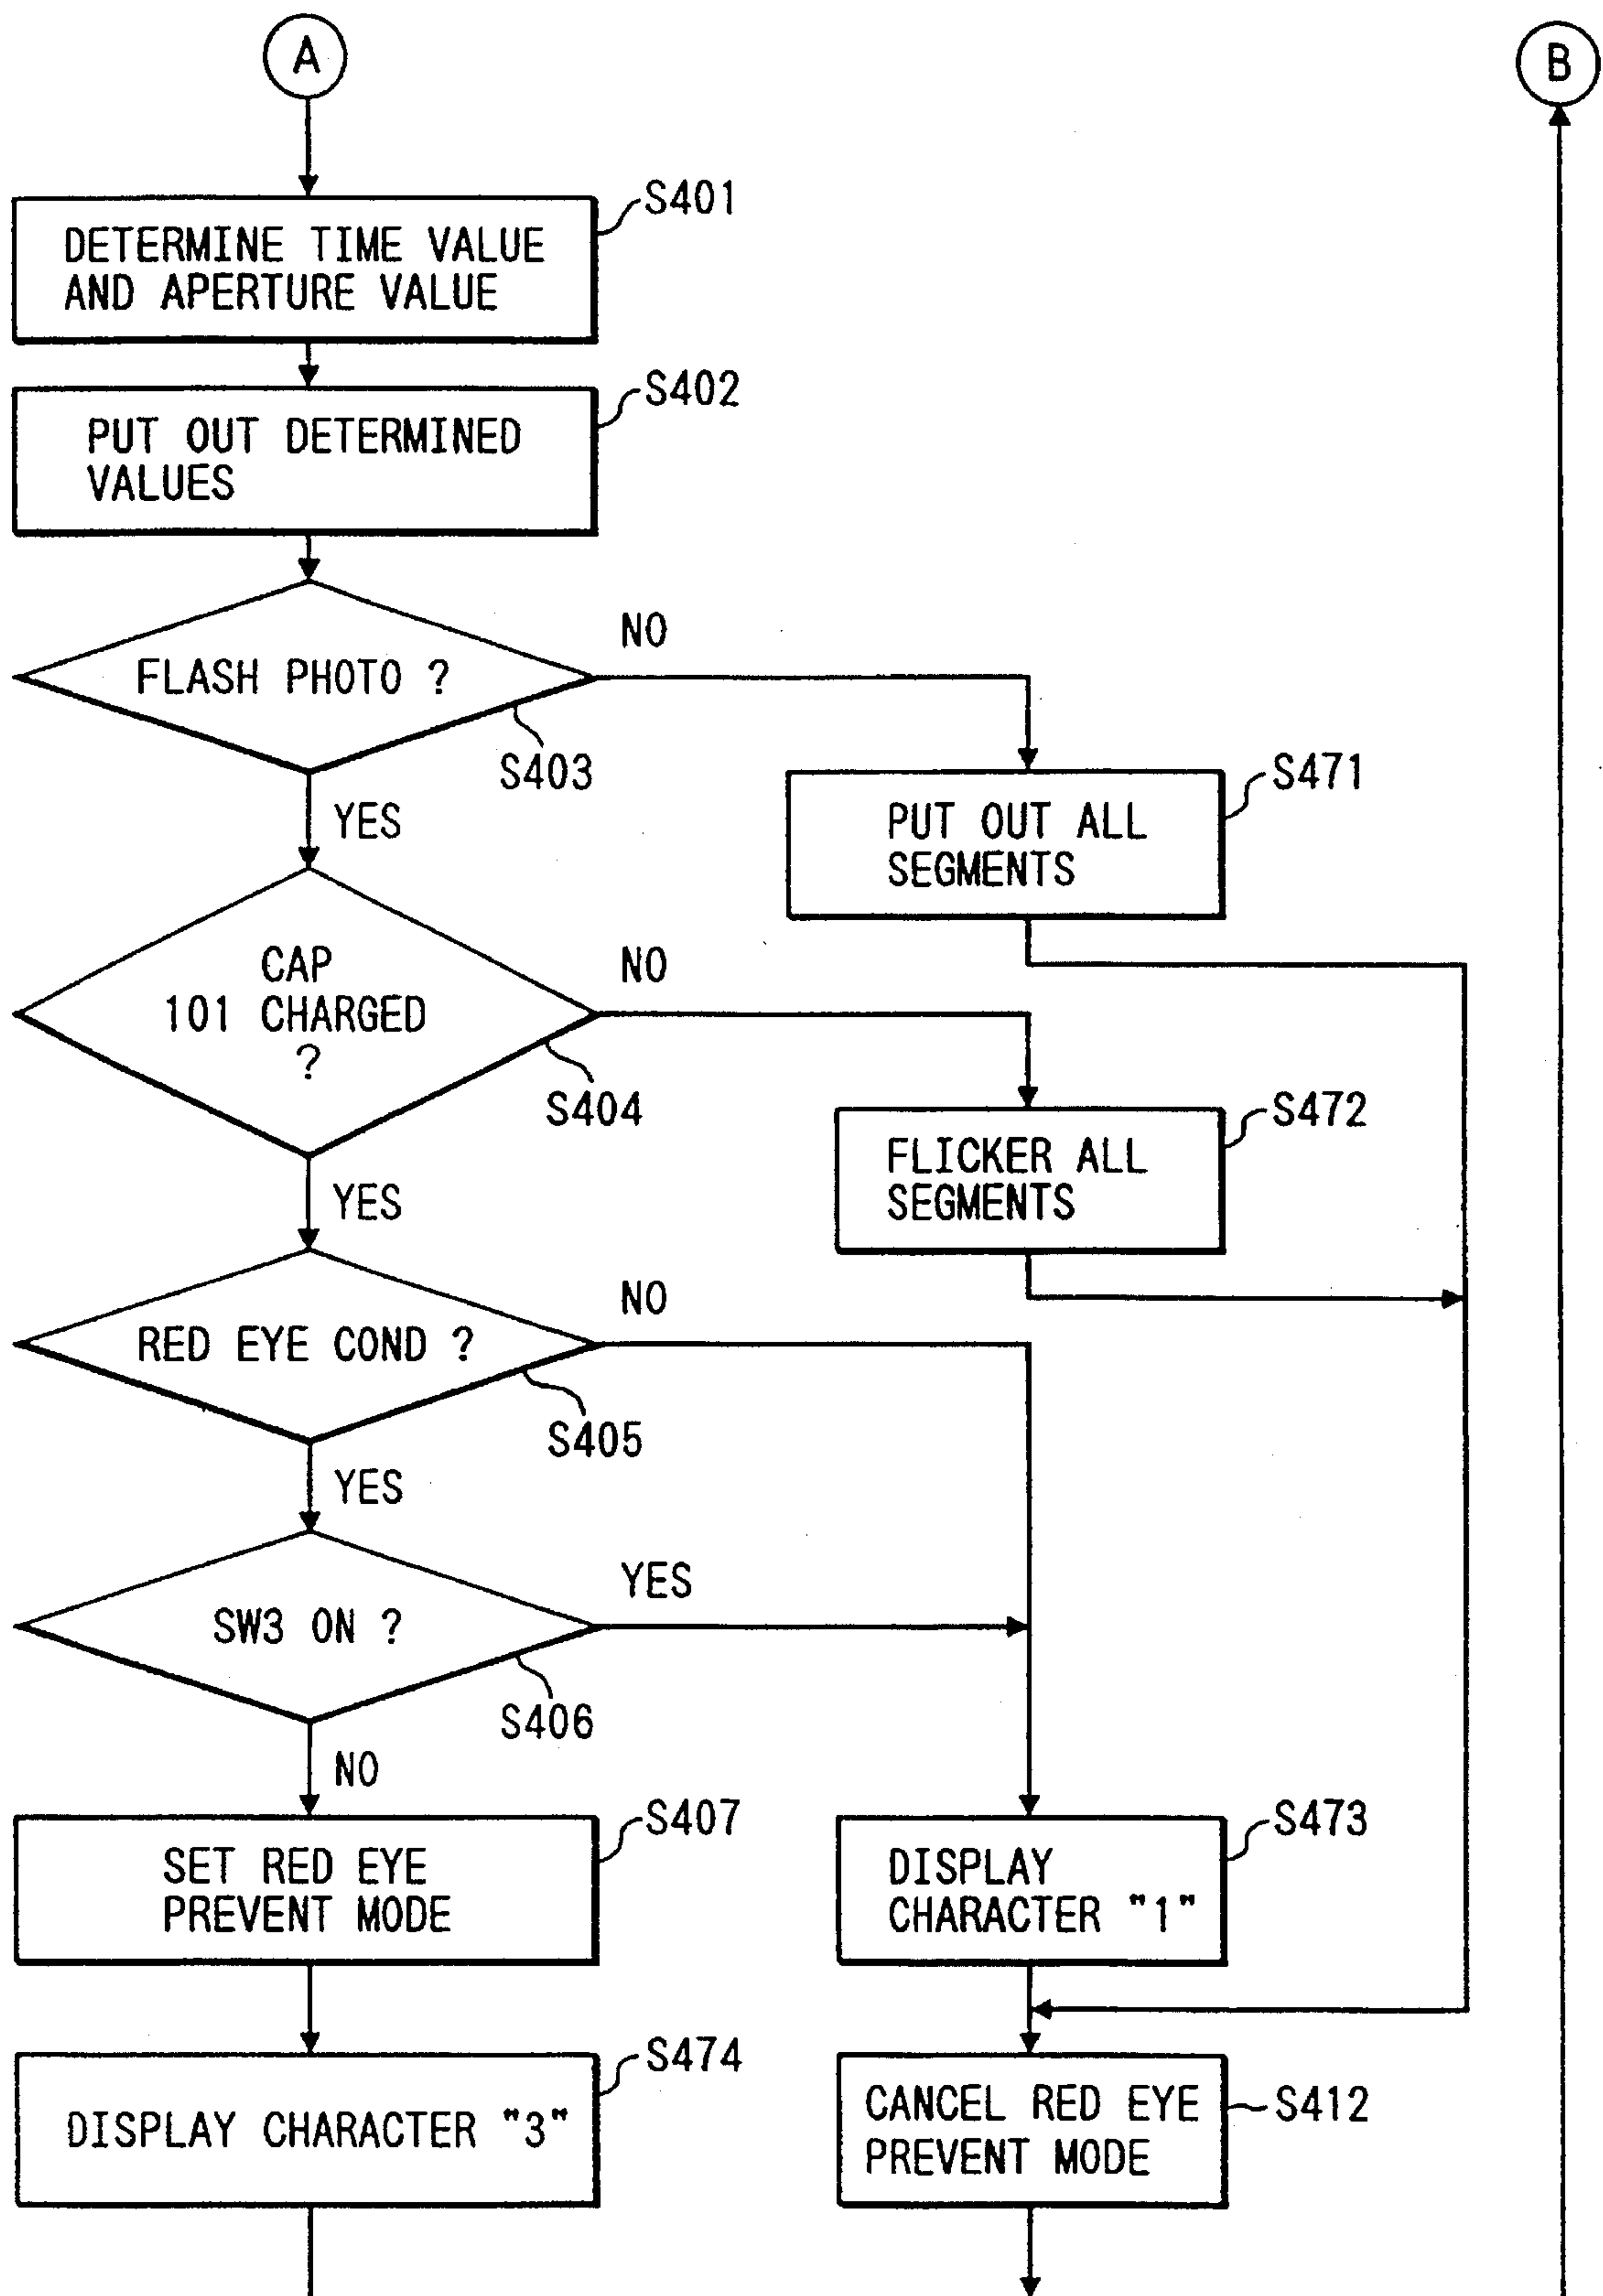 A
B
S401
DETERMINE TIME VALUE
AND APERTURE VALUE
S402
PUT OUT DETERMINED
VALUES
FLASH PHOTO ?
NO
S403
YES
S471
PUT OUT ALL
SEGMENTS
CAP
101 CHARGED
?
NO
S404
YES
S472
FLICKER ALL
SEGMENTS
RED EYE COND ?
NO
S405
YES
SW3 ON ?
YES
S406
NO
S407
SET RED EYE
PREVENT MODE
S473
DISPLAY
CHARACTER "1"
S474
DISPLAY CHARACTER "3"
CANCEL RED EYE
PREVENT MODE
S412